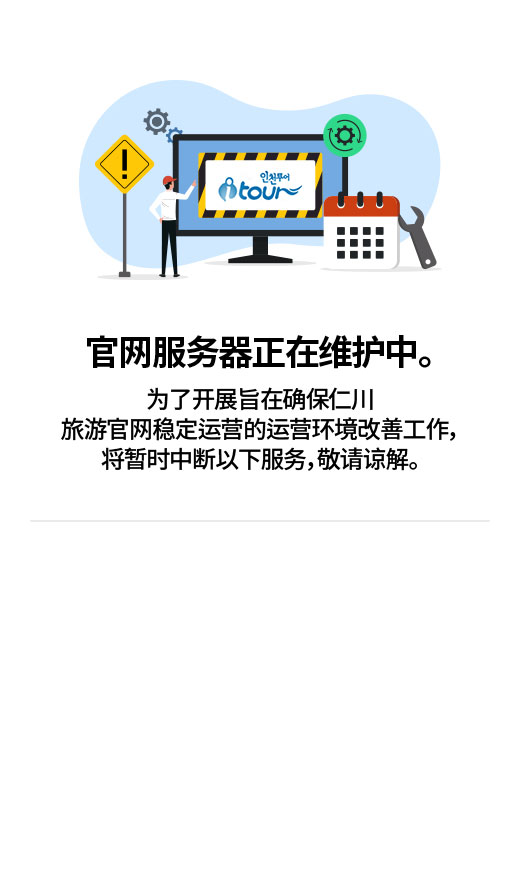 인천투어
itour
官网服务器正在维护中。
为了开展旨在确保仁川
旅游官网稳定运营的运营环境改善工作,
将暂时中断以下服务, 敬请谅解。